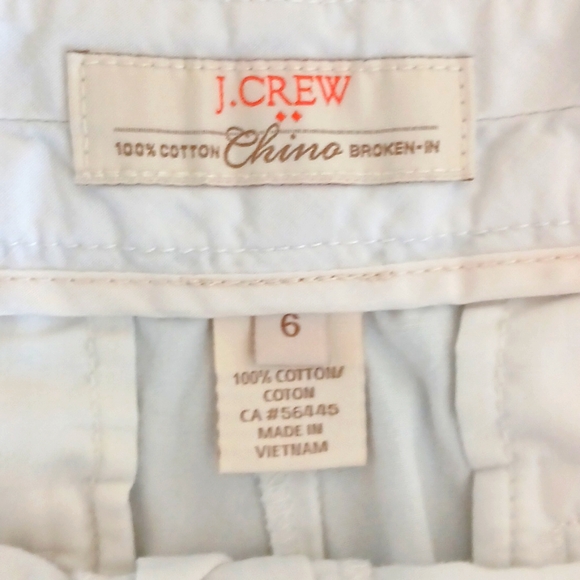 J.CREW
100% COTTON Chino BROKEN-IN
6
100% COTTON/
COTON
CA #56445
MADE IN
VIETNAM